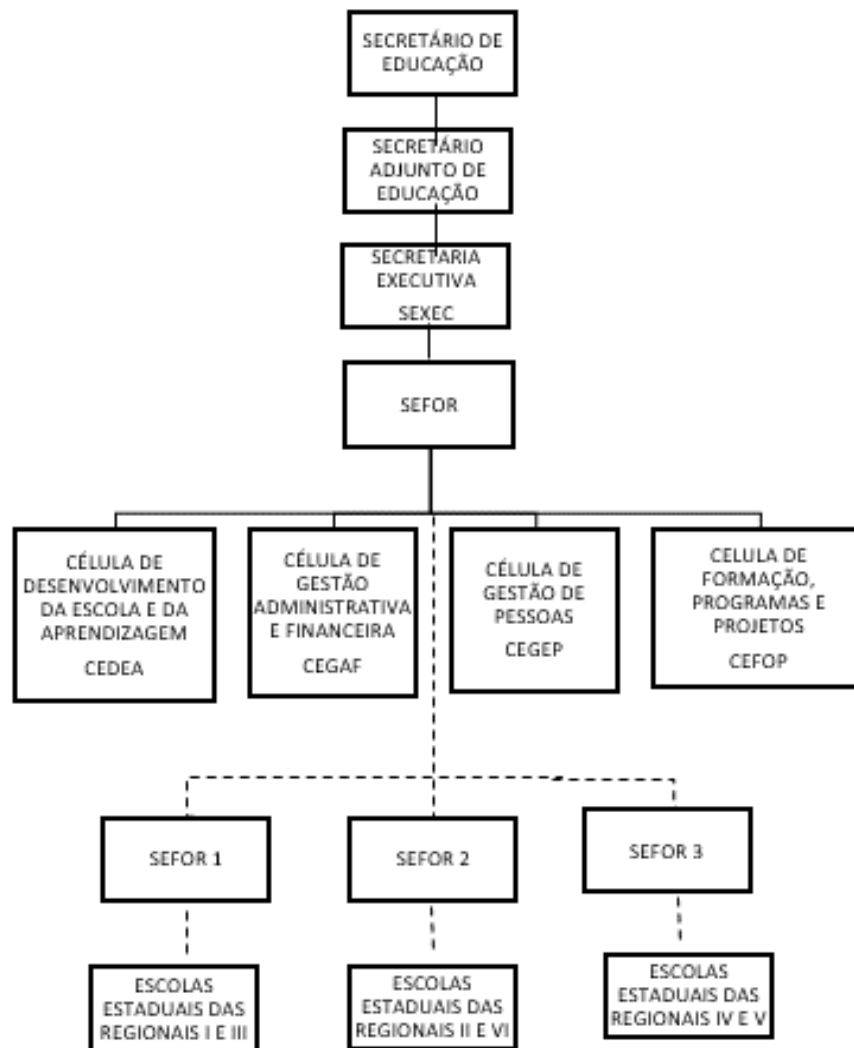 SECRETÁRIO DE
EDUCAÇÃO
SECRETÁRIO
ADJUNTO DE
EDUCAÇÃO
SECRETARIA
EXECUTIVA
SEXEC
SEFOR
CÉLULA DE
DESENVOLVIMENTO
DA ESCOLA E DA
APRENDIZAGEM
CEDEA
CÉLULA DE
GESTÃO
ADMINISTRATIVA
E FINANCEIRA
CEGAF
CÉLULA DE
GESTÃO DE
PESSOAS
CEGEP
CELULA DE
FORMAÇÃO,
PROGRAMAS E
PROJETOS
CEFOP
SEFOR 1
SEFOR 2
SEFOR 3
ESCOLAS
ESTADUAIS DAS
REGIONAIS I E III
ESCOLAS
ESTADUAIS DAS
REGIONAIS II E VI
ESCOLAS
ESTADUAIS DAS
REGIONAIS IV E V